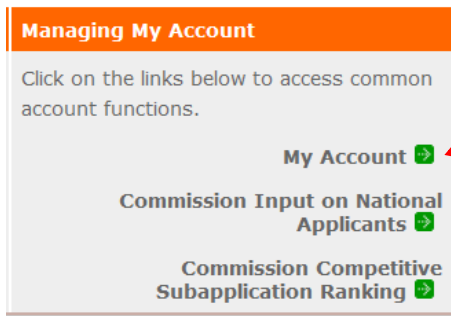 Managing My Account
Click on the links below to access common
account functions.
My Account
Commission Input on National
Applicants
Commission Competitive
Subapplication Ranking